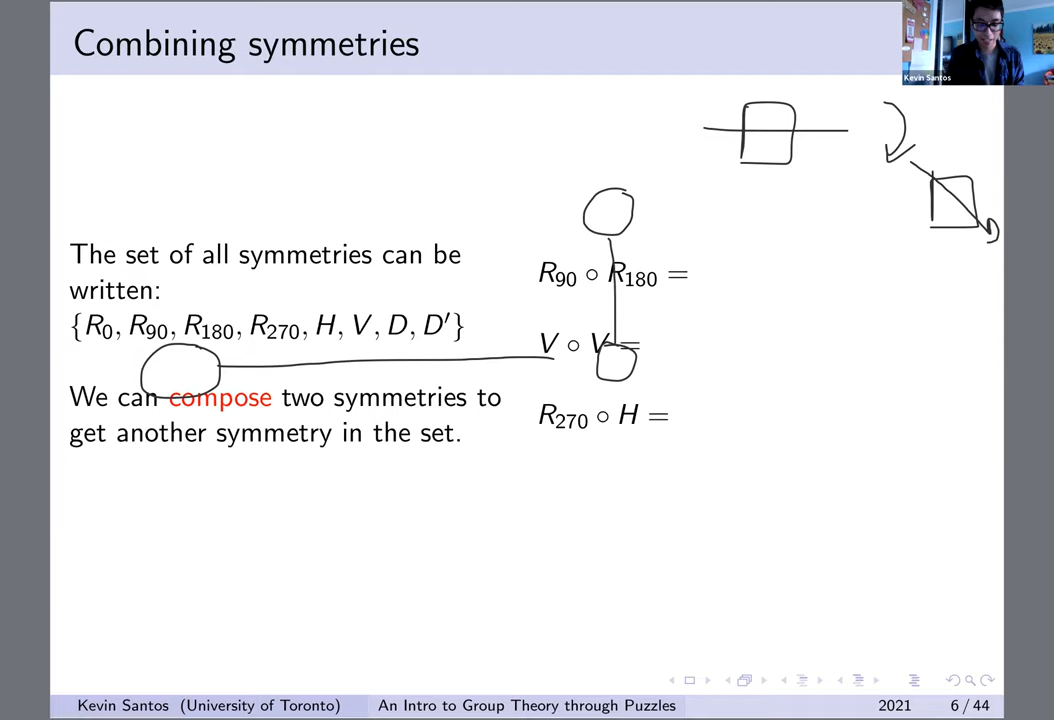 Combining symmetries
Kevin Santos
The set of all symmetries can be
written:
{R₀, R₉₀, R₁₈₀, R₂₇₀, H, V, D, D′}
We can compose two symmetries to
get another symmetry in the set.
R₉₀ ∘ R₁₈₀ =
V ∘ V =
R₂₇₀ ∘ H =
Kevin Santos (University of Toronto)
An Intro to Group Theory through Puzzles
2021
6 / 44